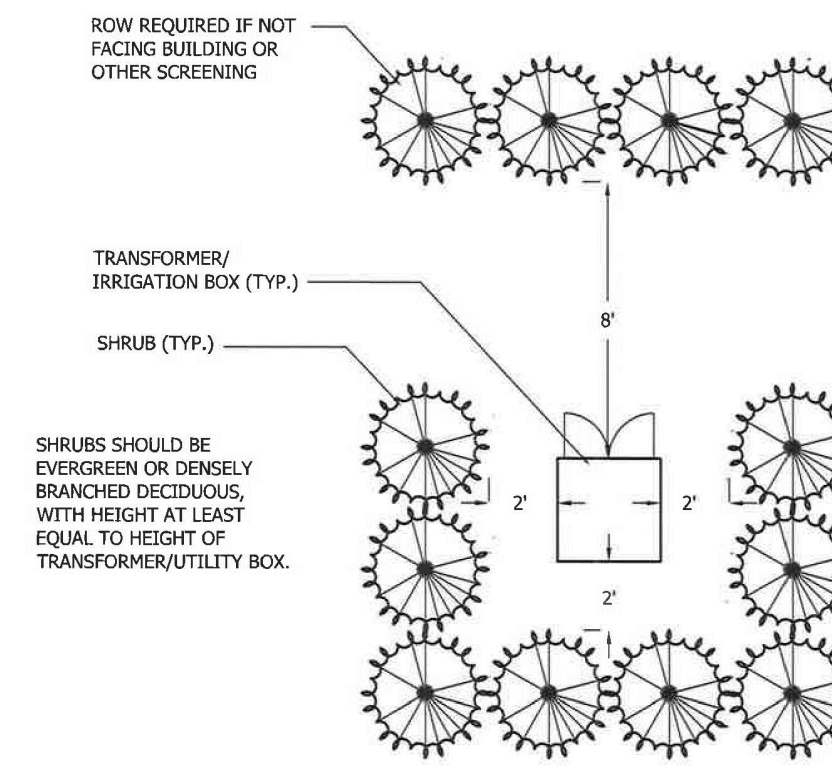 ROW REQUIRED IF NOT
FACING BUILDING OR
OTHER SCREENING
TRANSFORMER/
IRRIGATION BOX (TYP.)
8'
SHRUB (TYP.)
SHRUBS SHOULD BE
EVERGREEN OR DENSELY
BRANCHED DECIDUOUS,
WITH HEIGHT AT LEAST
EQUAL TO HEIGHT OF
TRANSFORMER/UTILITY BOX.
2'
2'
2'